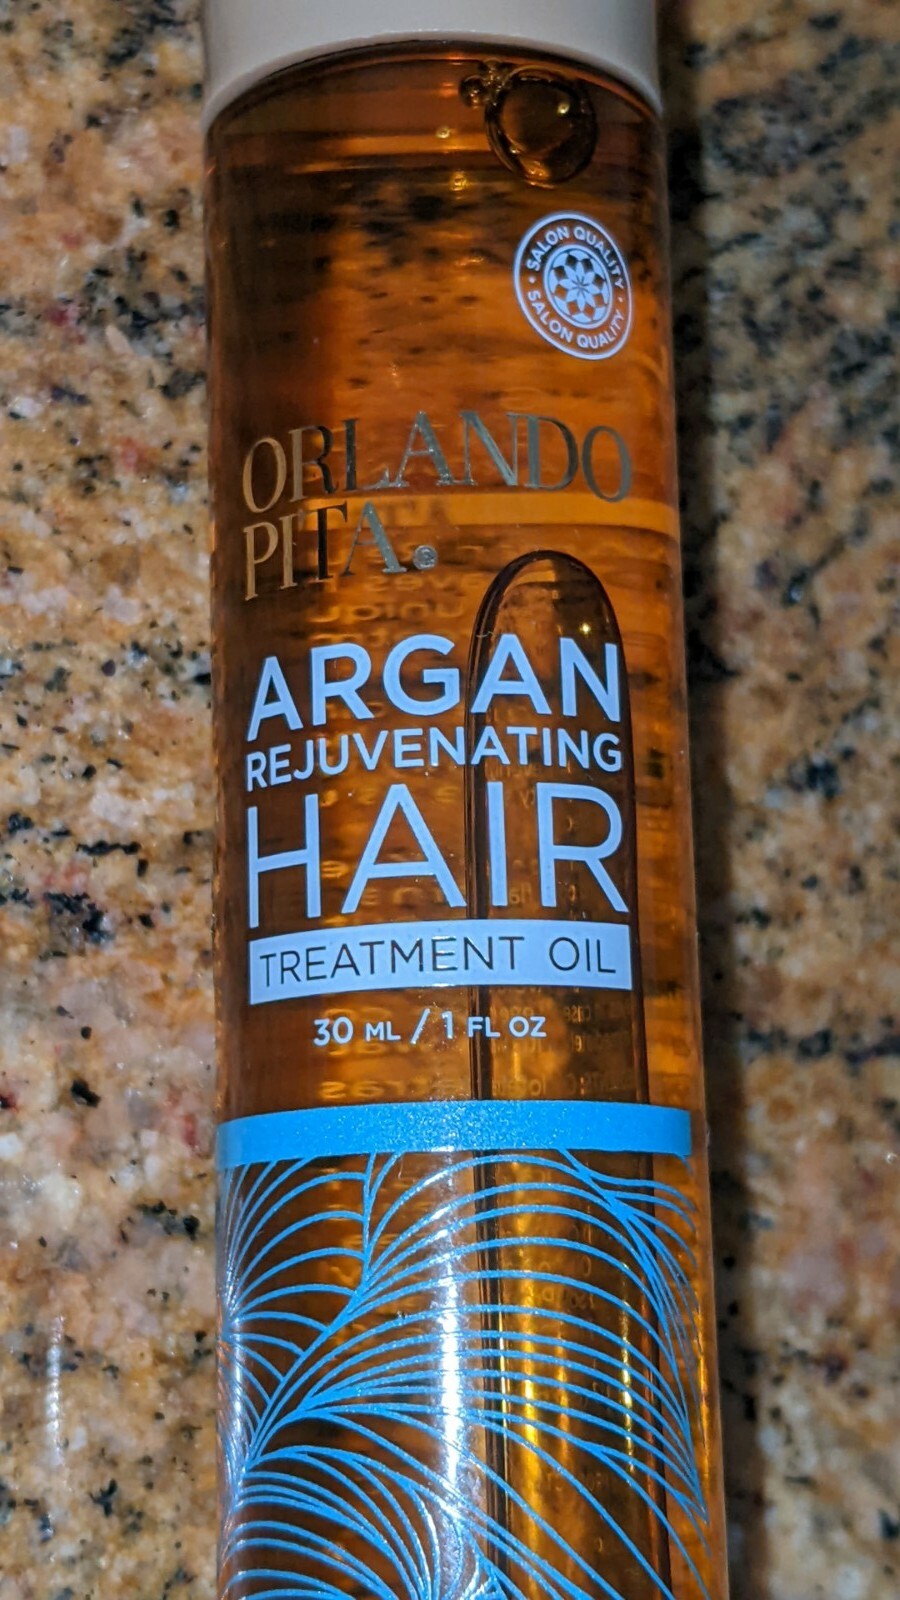 SALON QUALITY
SALON QUALITY
ORLANDO
PITA®
ARGAN
REJUVENATING
HAIR
TREATMENT OIL
30 ML / 1 FL OZ